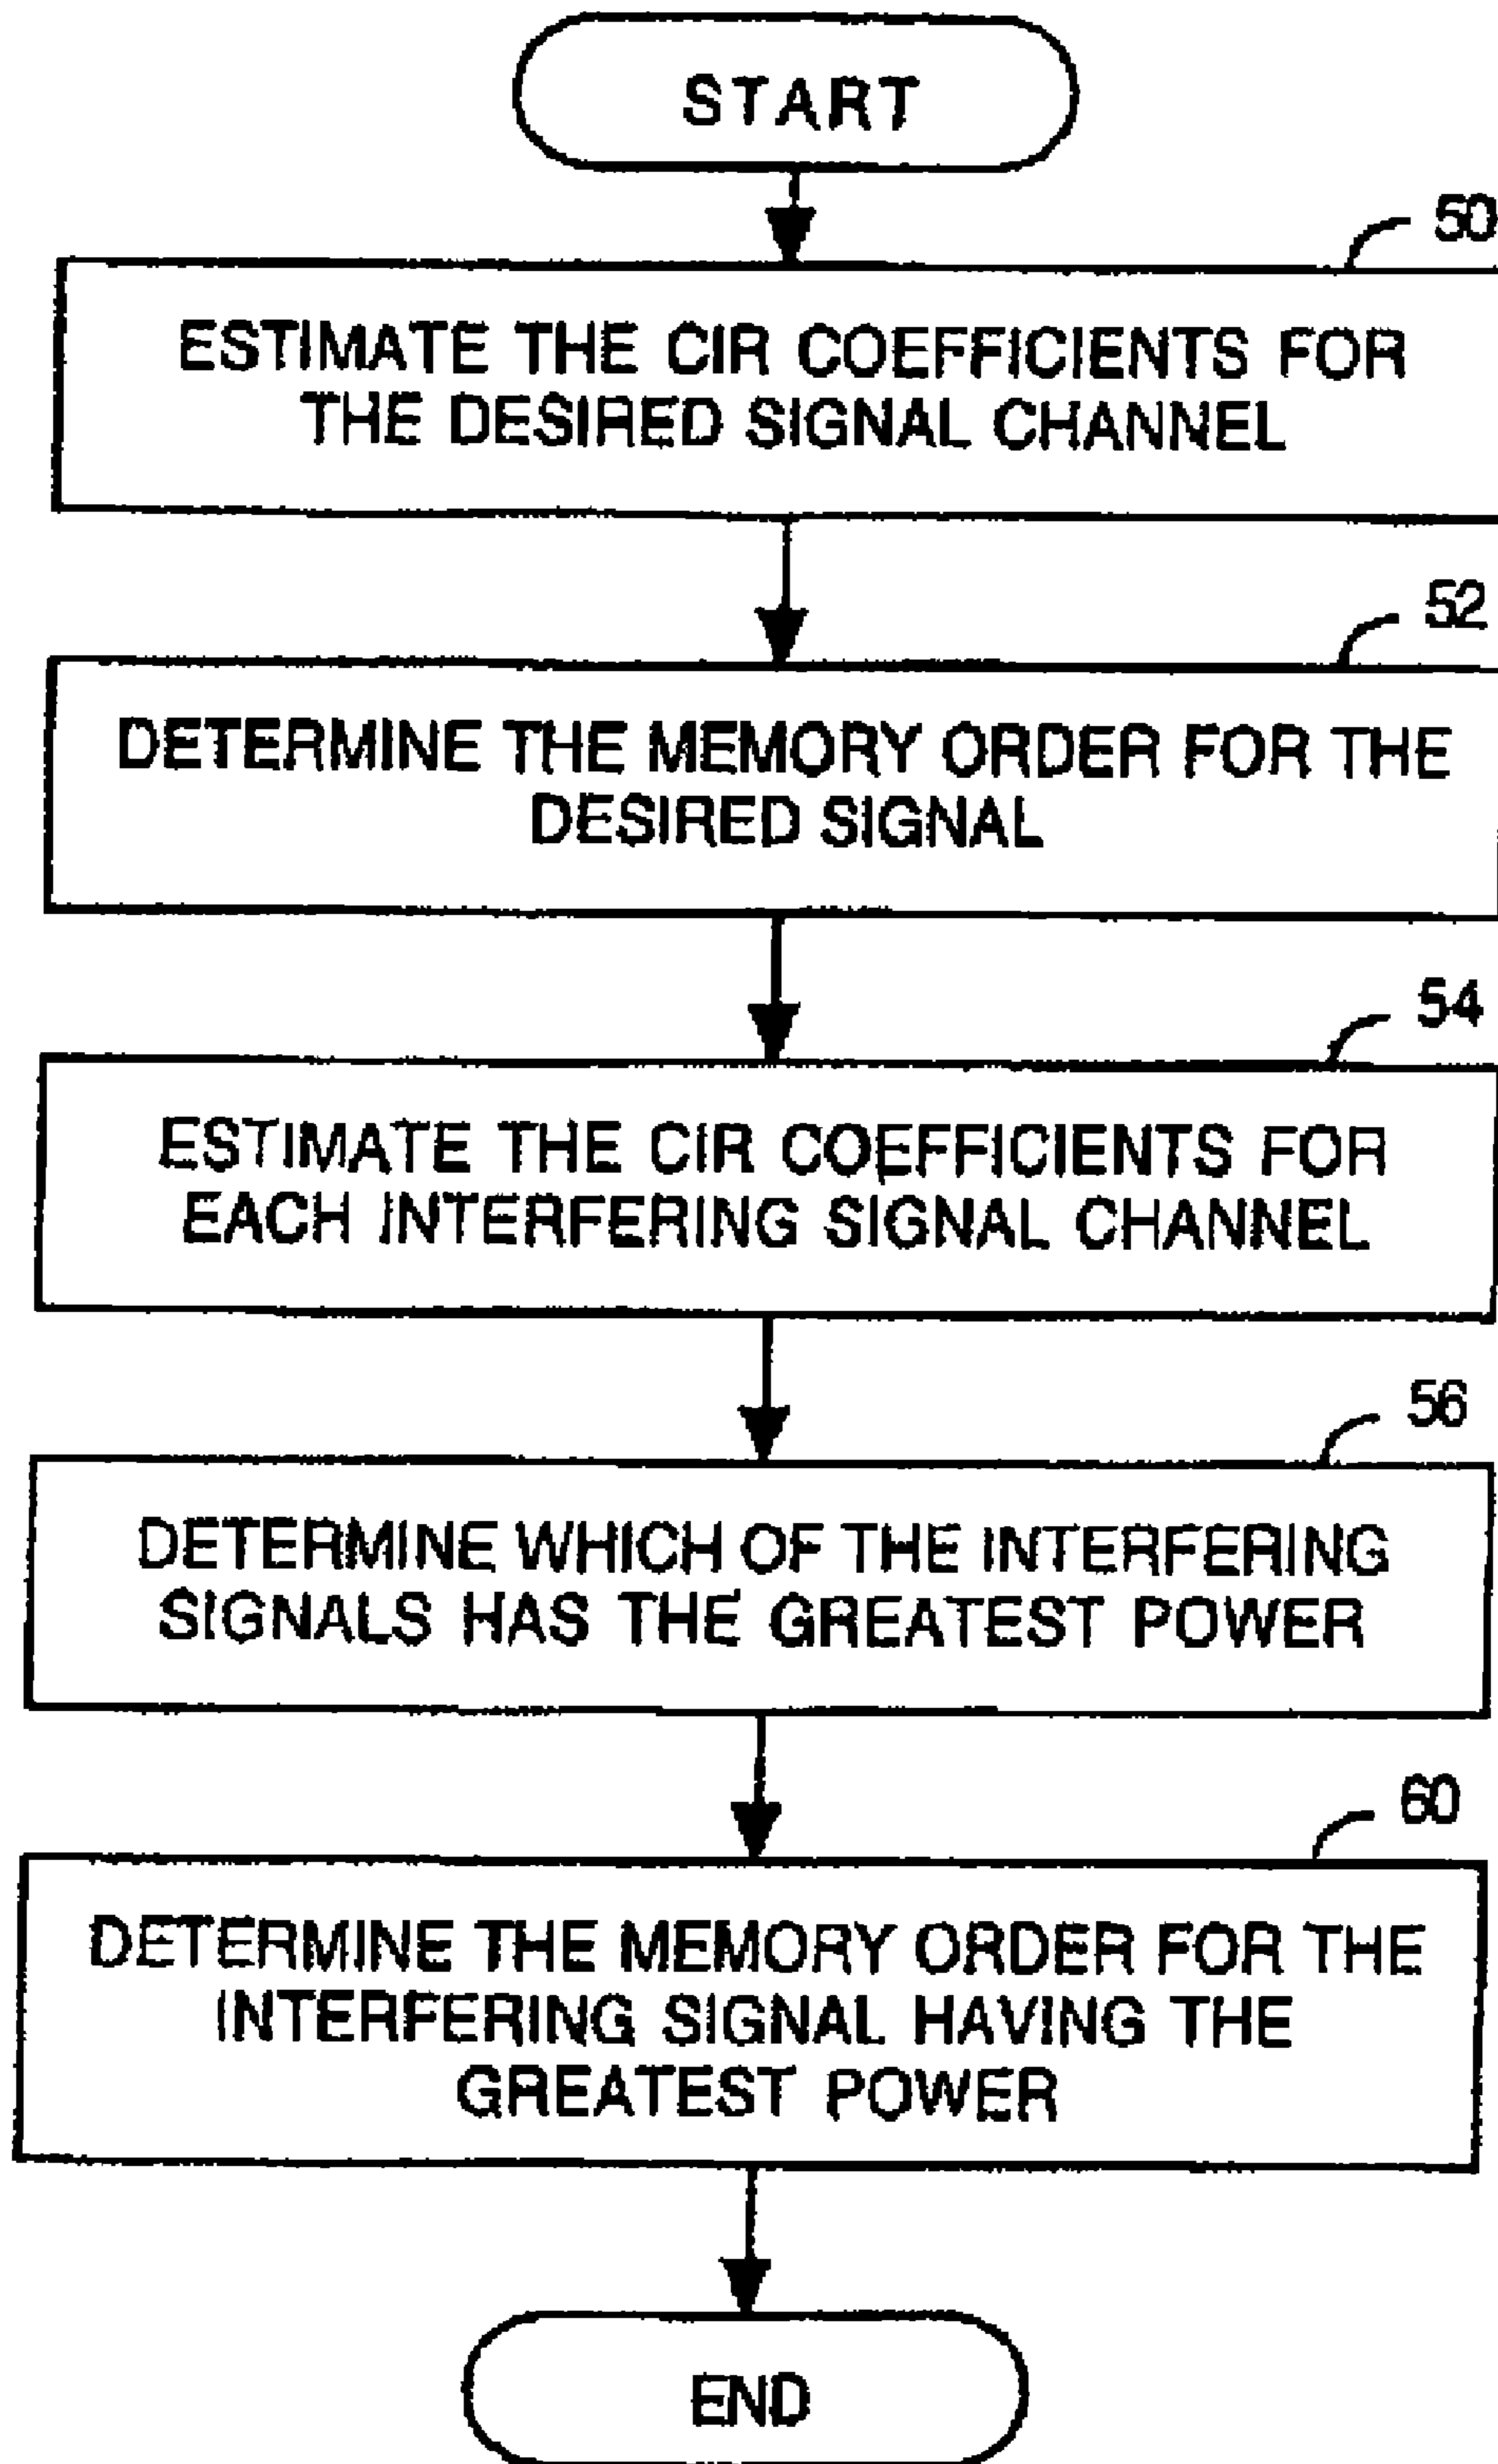 START
50
ESTIMATE THE CIR COEFFICIENTS FOR
THE DESIRED SIGNAL CHANNEL
52
DETERMINE THE MEMORY ORDER FOR THE
DESIRED SIGNAL
54
ESTIMATE THE CIR COEFFICIENTS FOR
EACH INTERFERING SIGNAL CHANNEL
56
DETERMINE WHICH OF THE INTERFERING
SIGNALS HAS THE GREATEST POWER
60
DETERMINE THE MEMORY ORDER FOR THE
INTERFERING SIGNAL HAVING THE
GREATEST POWER
END